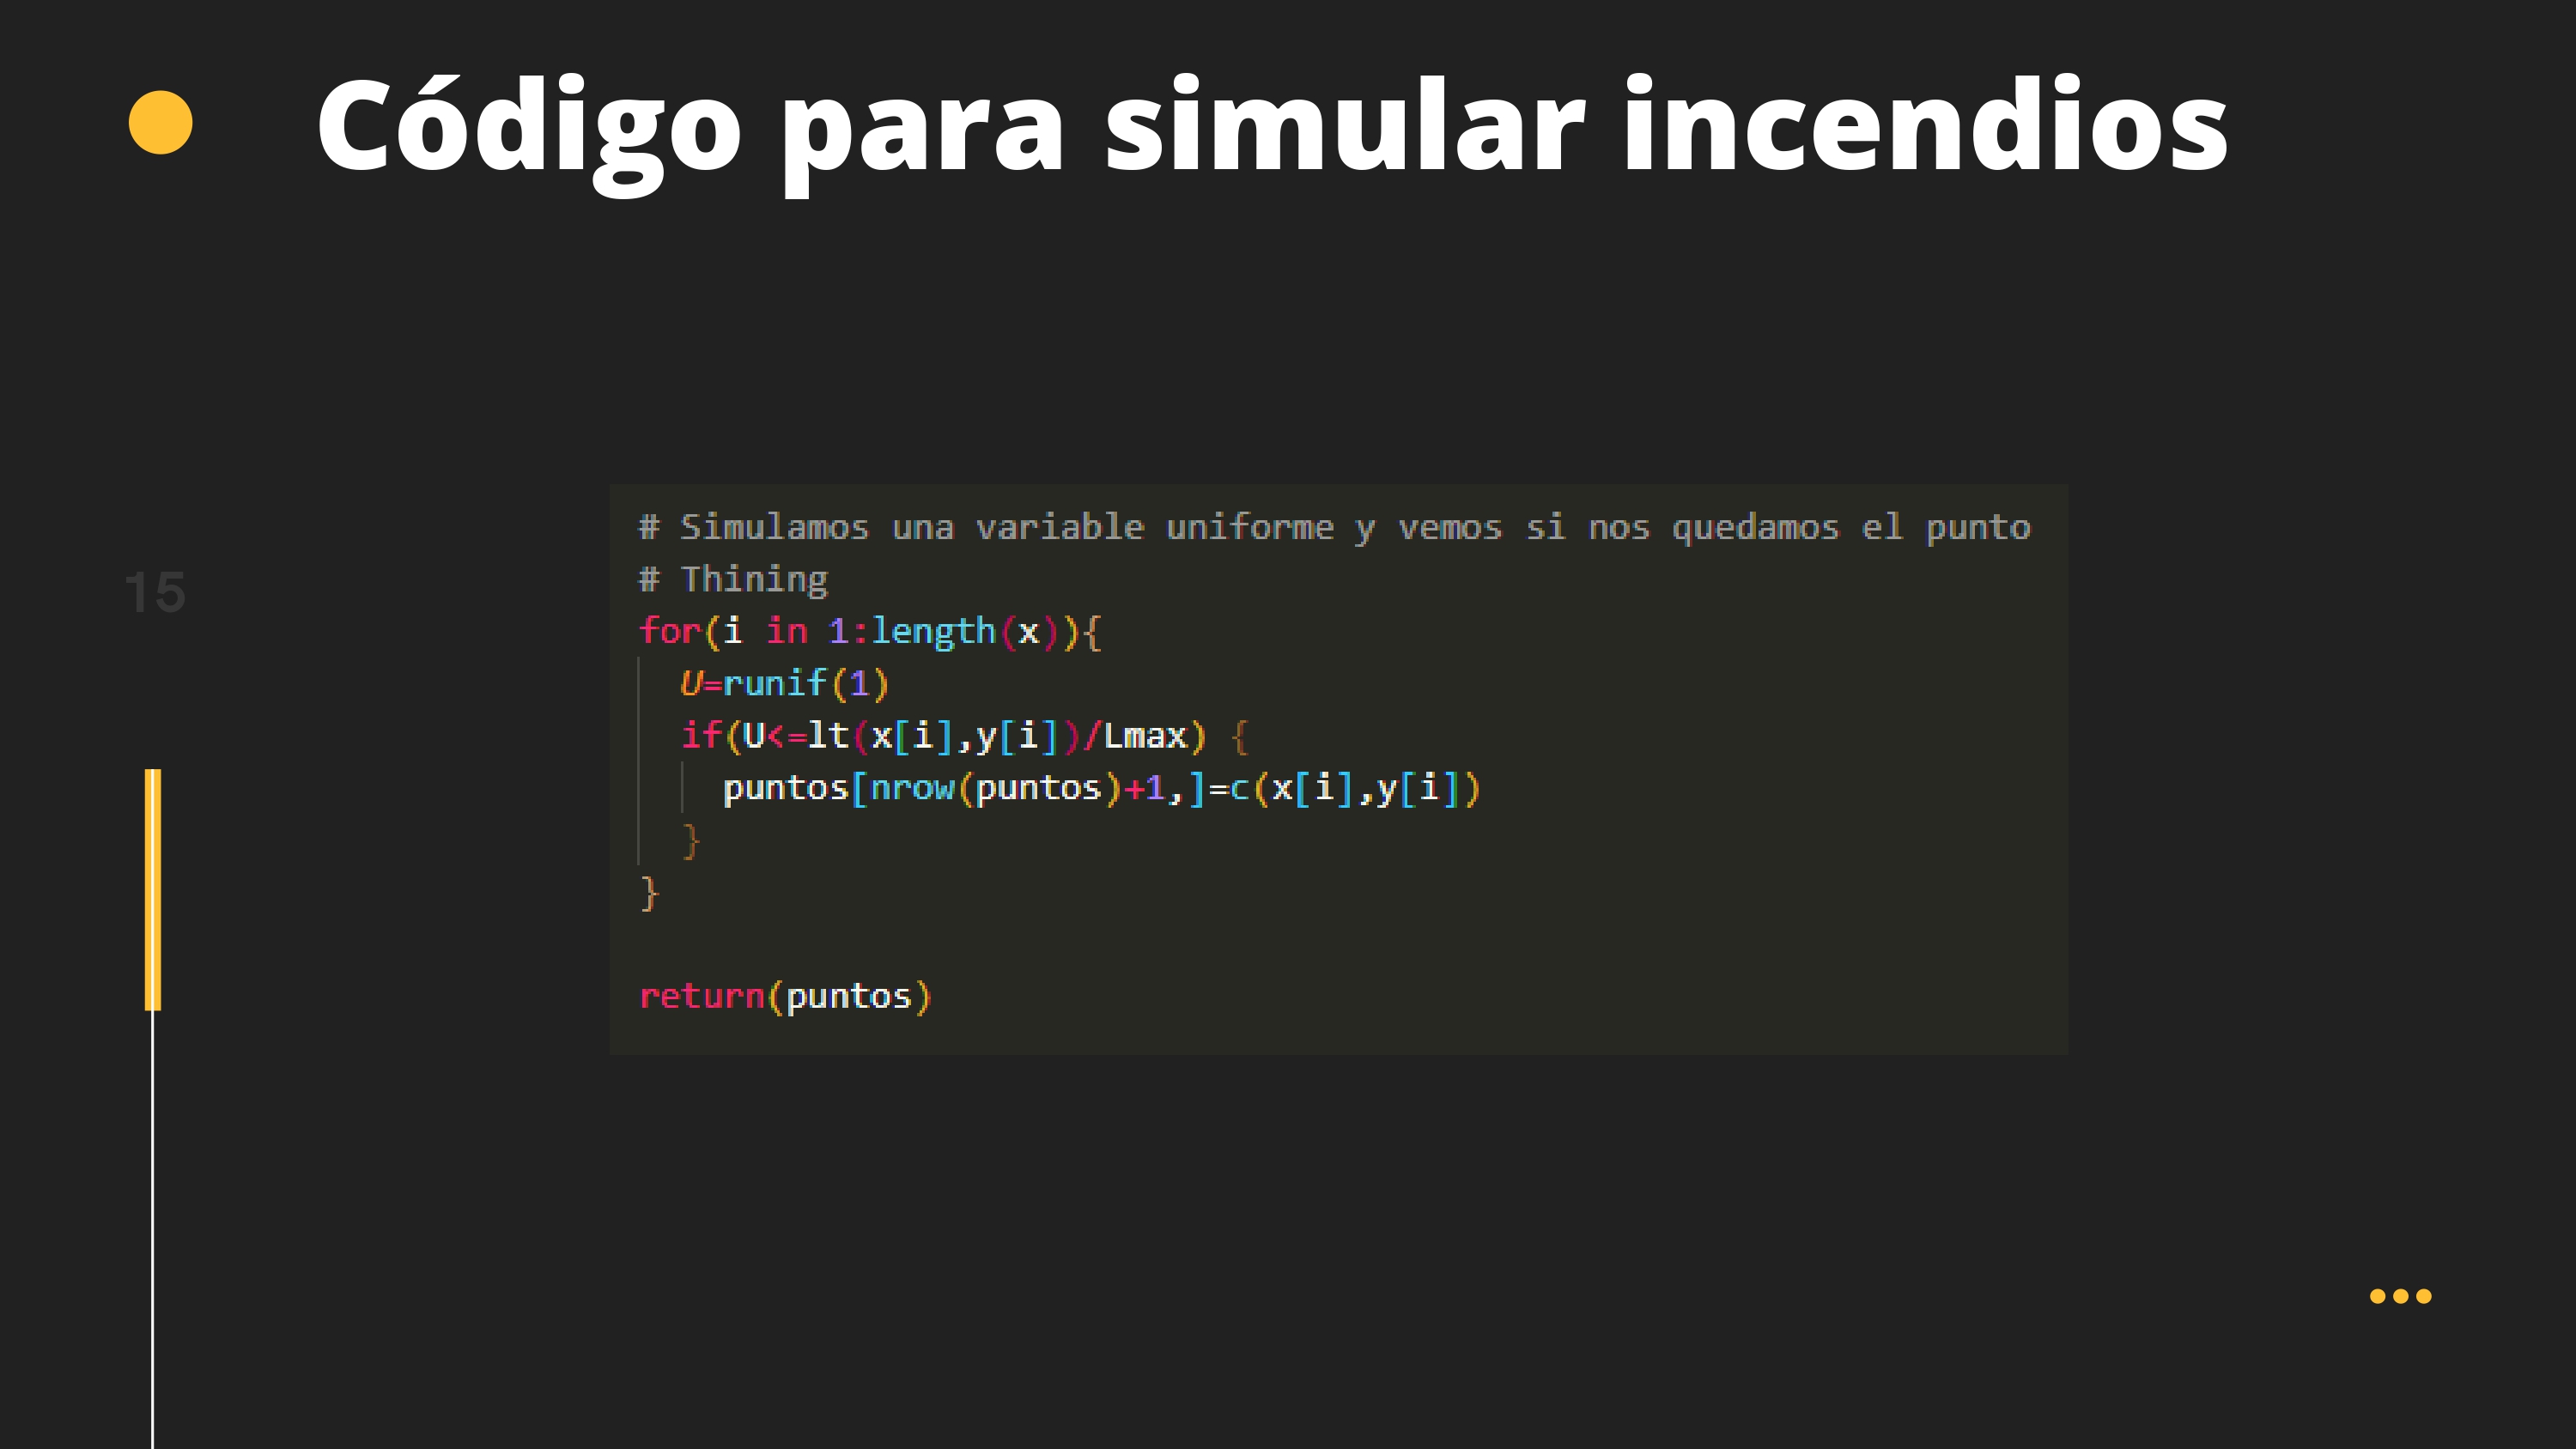 Código para simular incendios
# Simulamos una variable uniforme y vemos si nos quedamos el punto
# Thining
for(i in 1:length(x)){
U=runif(1)
if(U<=lt(x[i],y[i])/Lmax) {
puntos[nrow(puntos)+1,]=c(x[i],y[i])
}
}
return(puntos)
15